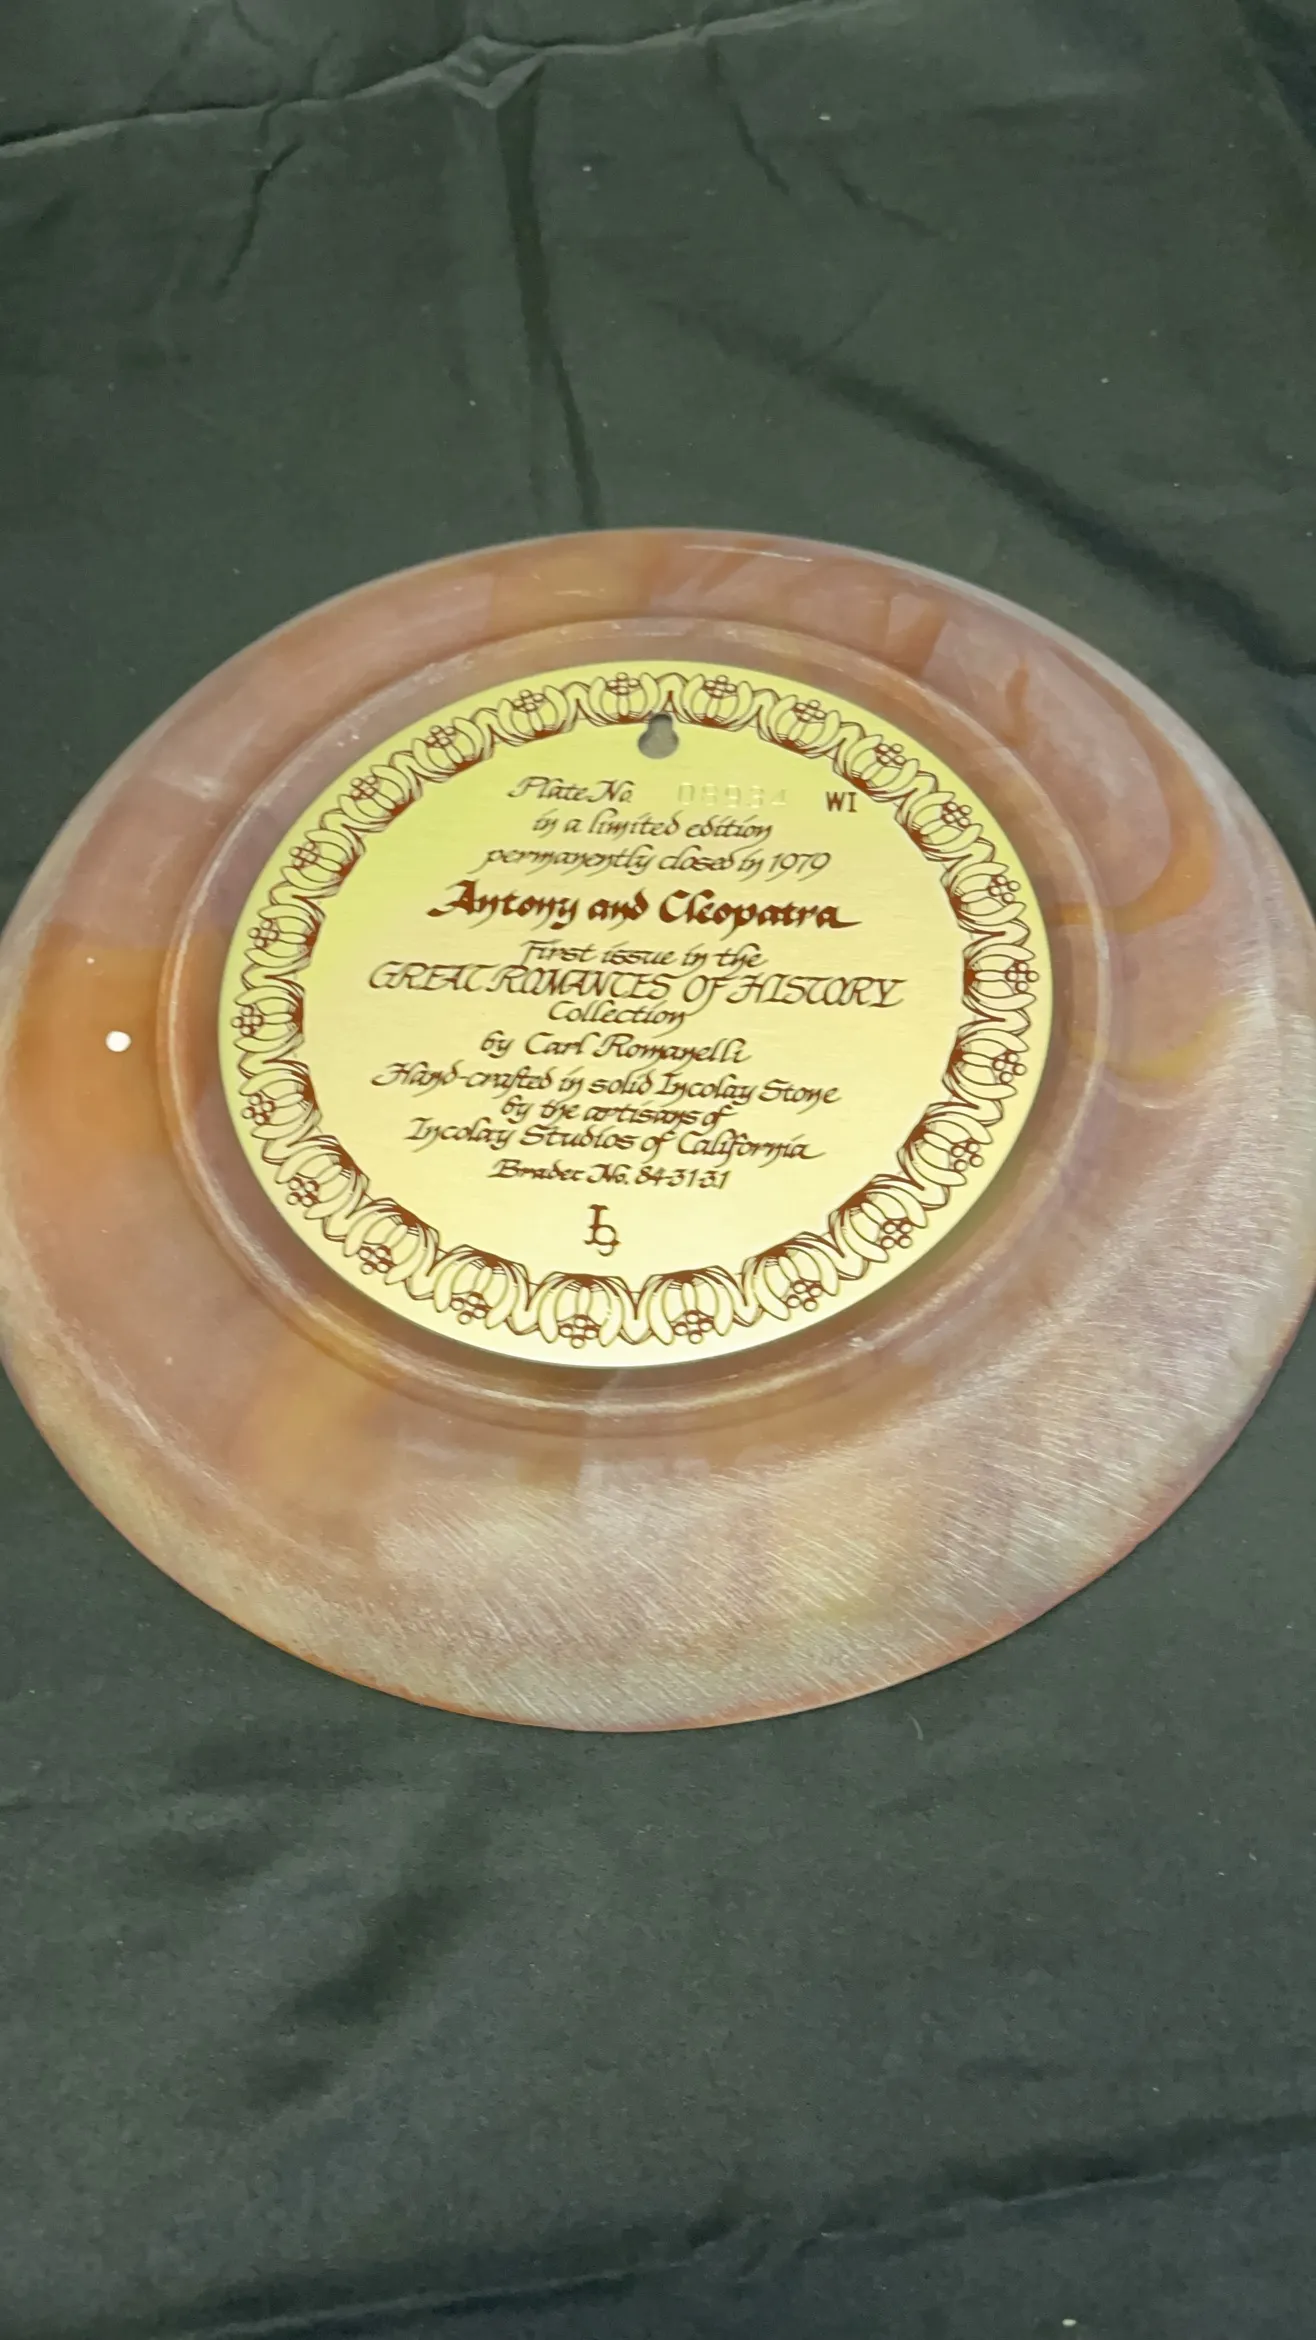 Plate No. 08934 WI
in a limited edition
permanently closed in 1979
Antony and Cleopatra
First issue in the
GREAT ROMANCES OF HISTORY
Collection
by Carl Romanelli
Hand-crafted in solid Incolay Stone
by the artisans of
Incolay Studios of California
Bradex No. 84-31-3.1